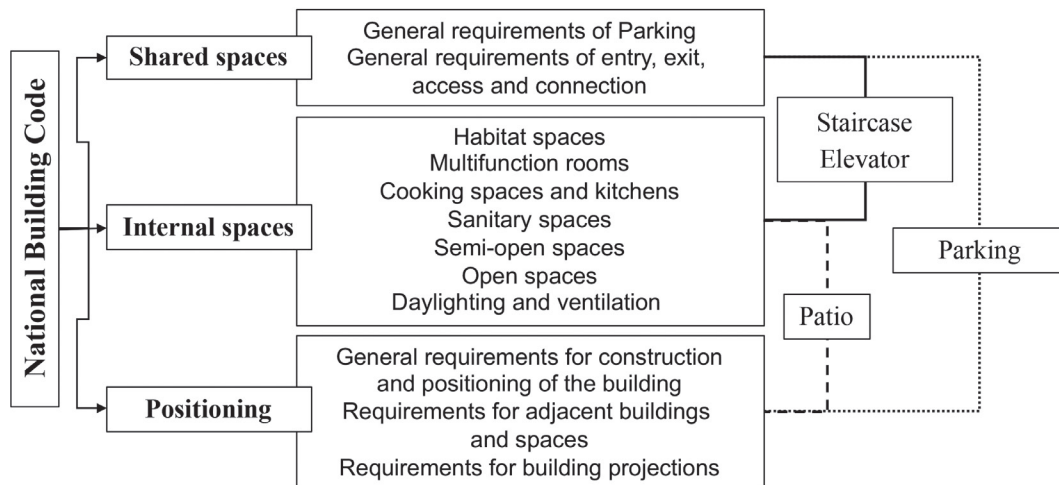 National Building Code
Shared spaces
General requirements of Parking
General requirements of entry, exit,
access and connection
Internal spaces
Habitat spaces
Multifunction rooms
Cooking spaces and kitchens
Sanitary spaces
Semi-open spaces
Open spaces
Daylighting and ventilation
Positioning
General requirements for construction
and positioning of the building
Requirements for adjacent buildings
and spaces
Requirements for building projections
Staircase
Elevator
Patio
Parking